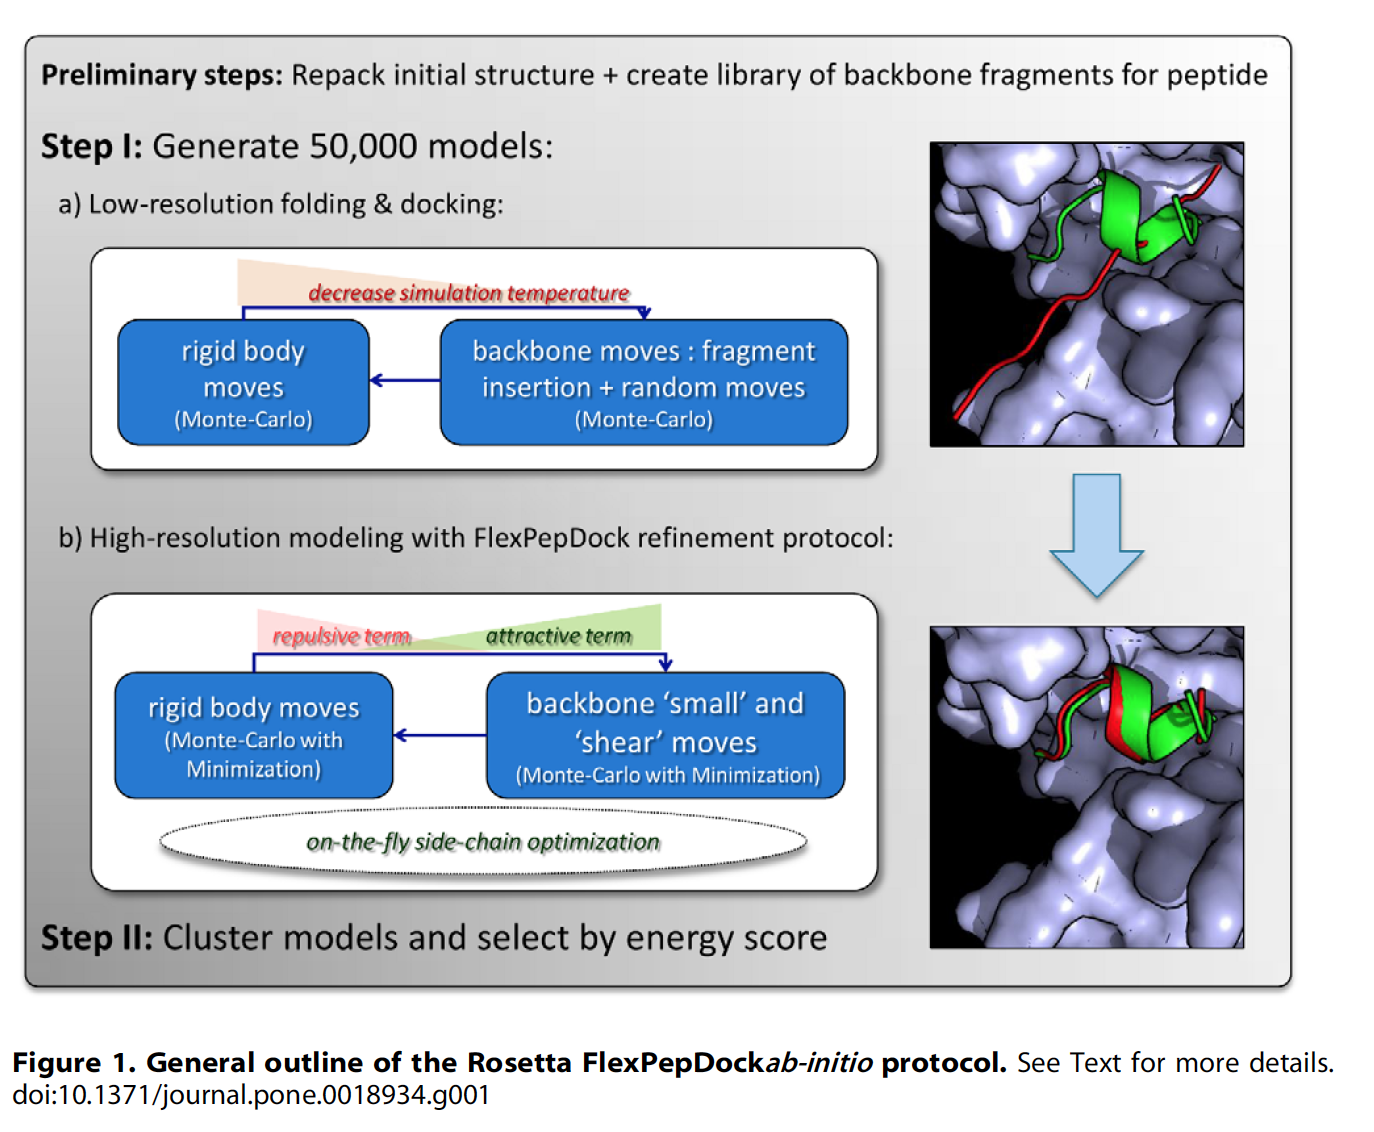 Preliminary steps: Repack initial structure + create library of backbone fragments for peptide
Step I: Generate 50,000 models:
a) Low-resolution folding & docking:
decrease simulation temperature
rigid body
moves
(Monte-Carlo)
backbone moves : fragment
insertion + random moves
(Monte-Carlo)
b) High-resolution modeling with FlexPepDock refinement protocol:
repulsive term
attractive term
rigid body moves
(Monte-Carlo with
Minimization)
backbone ‘small’ and
‘shear’ moves
(Monte-Carlo with Minimization)
on-the-fly side-chain optimization
Step II: Cluster models and select by energy score
Figure 1. General outline of the Rosetta FlexPepDockab-initio protocol. See Text for more details.
doi:10.1371/journal.pone.0018934.g001